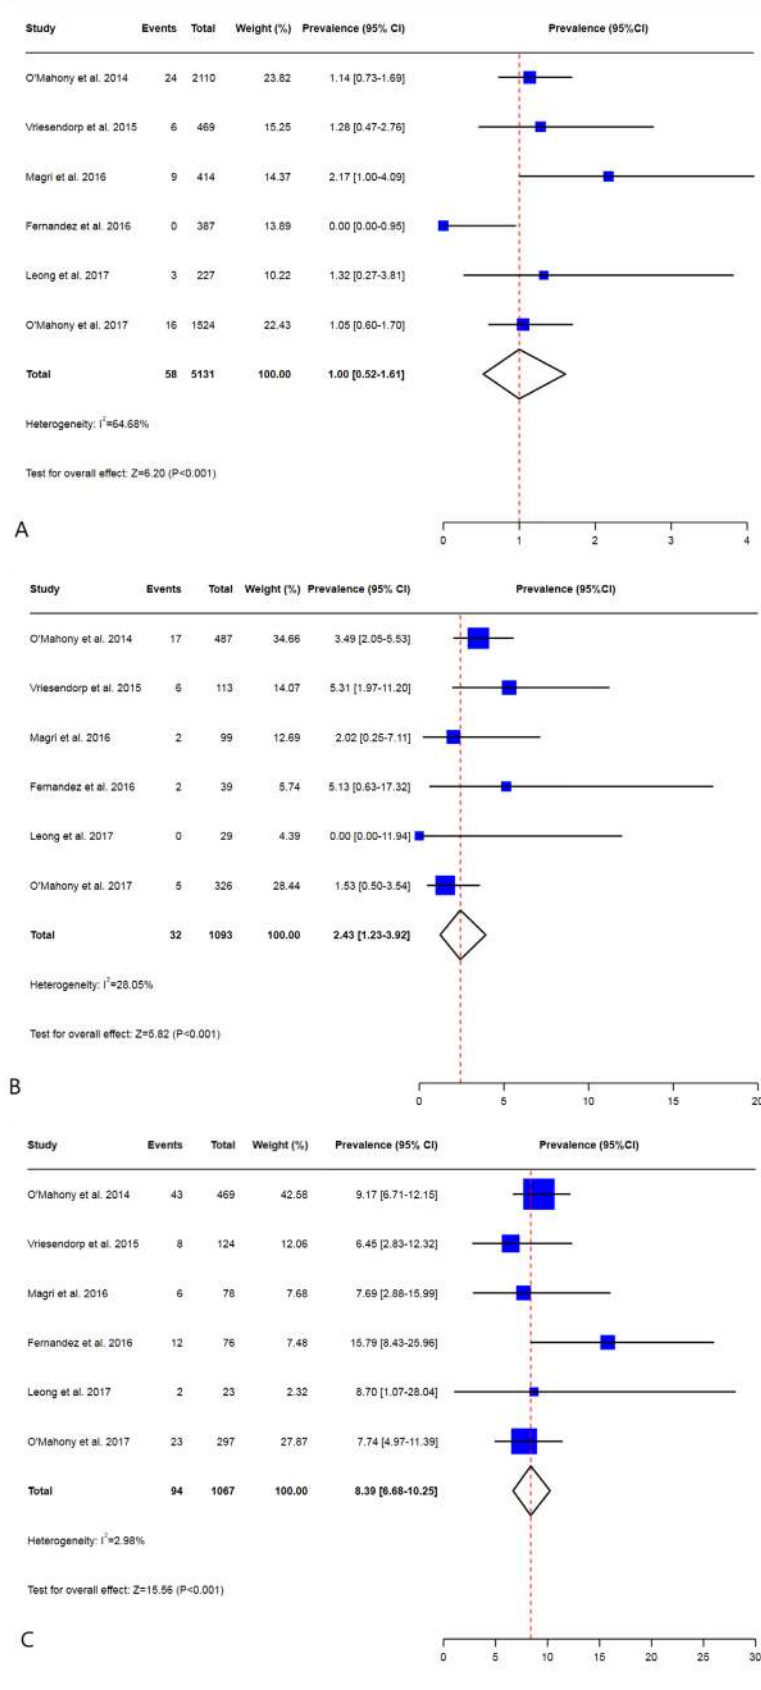 Study Events Total Weight (%) Prevalence (95% CI) Prevalence (95%CI)
O'Mahony et al. 2014 24 2110 23.82 1.14 [0.73-1.69]
Vriesendorp et al. 2015 6 469 15.25 1.28 [0.47-2.76]
Magri et al. 2016 9 414 14.37 2.17 [1.00-4.09]
Fernandez et al. 2016 0 387 13.89 0.00 [0.00-0.95]
Leong et al. 2017 3 227 10.22 1.32 [0.27-3.81]
O'Mahony et al. 2017 16 1524 22.43 1.05 [0.60-1.70]
Total 58 5131 100.00 1.00 [0.52-1.61]
Heterogeneity: I²=64.68%
Test for overall effect: Z=6.20 (P<0.001)
A
0 1 2 3 4
Study Events Total Weight (%) Prevalence (95% CI) Prevalence (95%CI)
O'Mahony et al. 2014 17 487 34.66 3.49 [2.05-5.53]
Vriesendorp et al. 2015 6 113 14.07 5.31 [1.97-11.20]
Magri et al. 2016 2 99 12.69 2.02 [0.25-7.11]
Fernandez et al. 2016 2 39 5.74 5.13 [0.63-17.32]
Leong et al. 2017 0 29 4.39 0.00 [0.00-11.94]
O'Mahony et al. 2017 5 326 28.44 1.53 [0.50-3.54]
Total 32 1093 100.00 2.43 [1.23-3.92]
Heterogeneity: I²=28.05%
Test for overall effect: Z=5.82 (P<0.001)
B
0 5 10 15 20
Study Events Total Weight (%) Prevalence (95% CI) Prevalence (95%CI)
O'Mahony et al. 2014 43 469 42.58 9.17 [6.71-12.15]
Vriesendorp et al. 2015 8 124 12.06 6.45 [2.83-12.32]
Magri et al. 2016 6 78 7.68 7.69 [2.88-15.99]
Fernandez et al. 2016 12 76 7.48 15.79 [8.43-25.96]
Leong et al. 2017 2 23 2.32 8.70 [1.07-28.04]
O'Mahony et al. 2017 23 297 27.87 7.74 [4.97-11.39]
Total 94 1067 100.00 8.39 [6.68-10.25]
Heterogeneity: I²=2.98%
Test for overall effect: Z=15.56 (P<0.001)
C
0 5 10 15 20 25 30